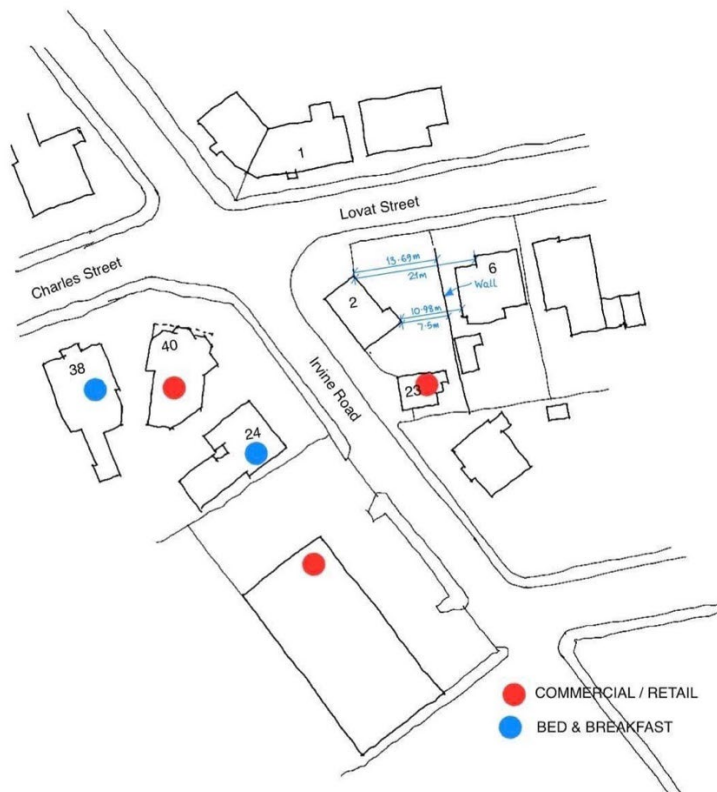 1
Lovat Street
13·69m
21m
6
Wall
Charles Street
2
10·98m
7·5m
40
38
Irvine Road
23
24
COMMERCIAL / RETAIL
BED & BREAKFAST